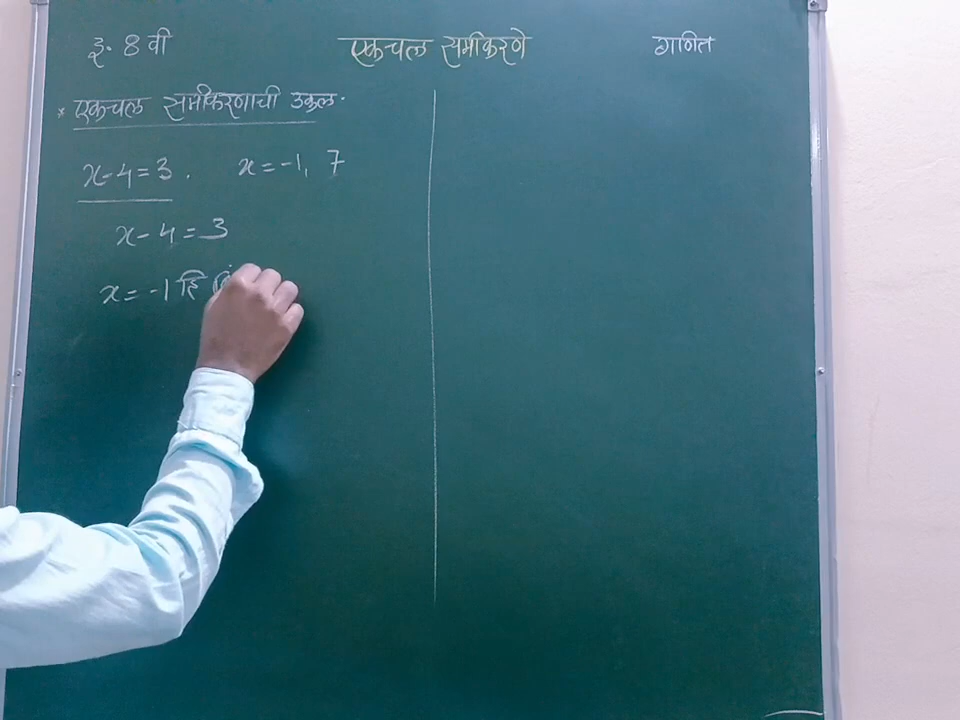 इ. 8 वी
एकचल समीकरणे
गणित
* एकचल समीकरणाची उकल.
x-4=3. x=-1, 7
x-4=3
x=-1 हि